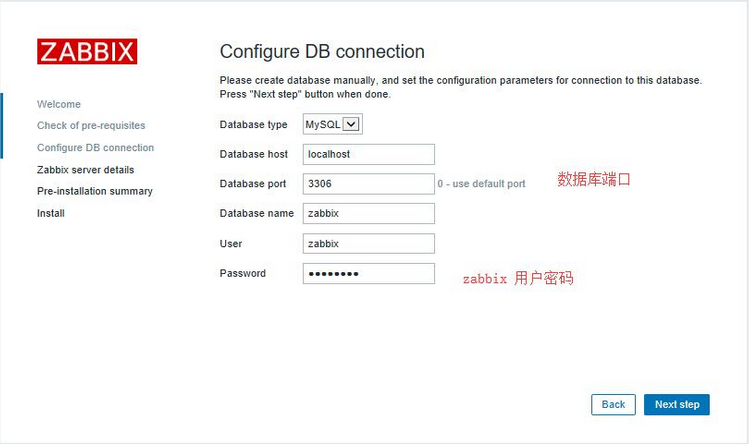 ZABBIX
Welcome
Check of pre-requisites
Configure DB connection
Zabbix server details
Pre-installation summary
Install
Configure DB connection
Please create database manually, and set the configuration parameters for connection to this database.
Press "Next step" button when done.
Database type MySQL
Database host localhost
Database port 3306 0 - use default port 数据库端口
Database name zabbix
User zabbix
Password ●●●●●●●● zabbix 用户密码
Back Next step